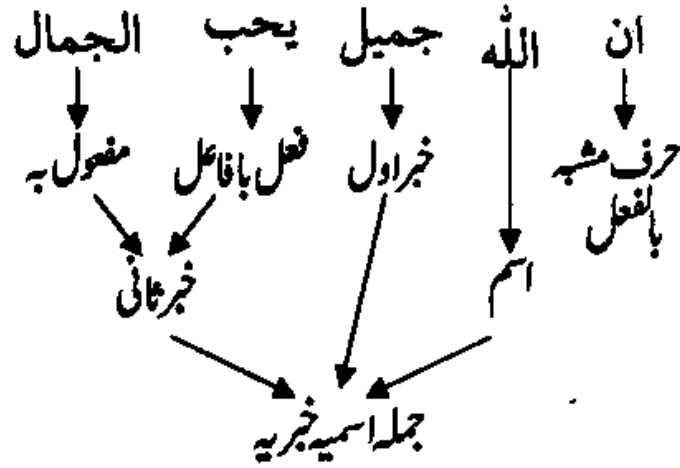 ان الله جميل يحب الجمال
حرف مشبہ بالفعل
خبر اول
فعل بافاعل
مفعول بہ
اسم
خبر ثانی
جملہ اسمیہ خبریہ